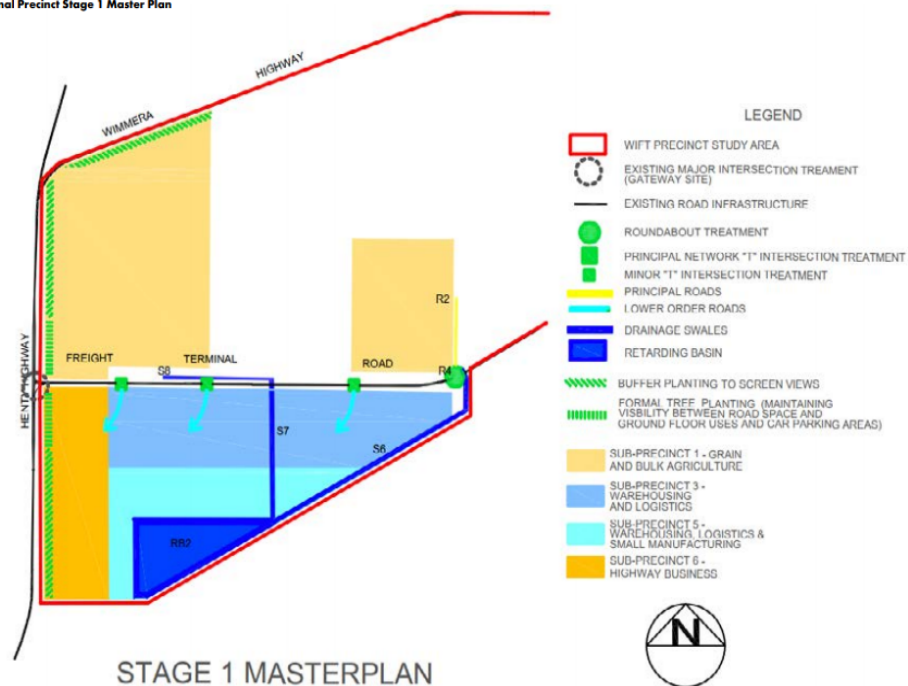 nal Precinct Stage 1 Master Plan
WIMMERA HIGHWAY
HENTY HIGHWAY
FREIGHT TERMINAL ROAD
R2
R4
S8
S7
S6
RB2
LEGEND
WIFT PRECINCT STUDY AREA
EXISTING MAJOR INTERSECTION TREAMENT
(GATEWAY SITE)
EXISTING ROAD INFRASTRUCTURE
ROUNDABOUT TREATMENT
PRINCIPAL NETWORK "T" INTERSECTION TREATMENT
MINOR "T" INTERSECTION TREATMENT
PRINCIPAL ROADS
LOWER ORDER ROADS
DRAINAGE SWALES
RETARDING BASIN
BUFFER PLANTING TO SCREEN VIEWS
FORMAL TREE PLANTING (MAINTAINING
VISBILITY BETWEEN ROAD SPACE AND
GROUND FLOOR USES AND CAR PARKING AREAS)
SUB-PRECINCT 1 - GRAIN
AND BULK AGRICULTURE
SUB-PRECINCT 3 -
WAREHOUSING
AND LOGISTICS
SUB-PRECINCT 5 -
WAREHOUSING, LOGISTICS &
SMALL MANUFACTURING
SUB-PRECINCT 6 -
HIGHWAY BUSINESS
N
STAGE 1 MASTERPLAN